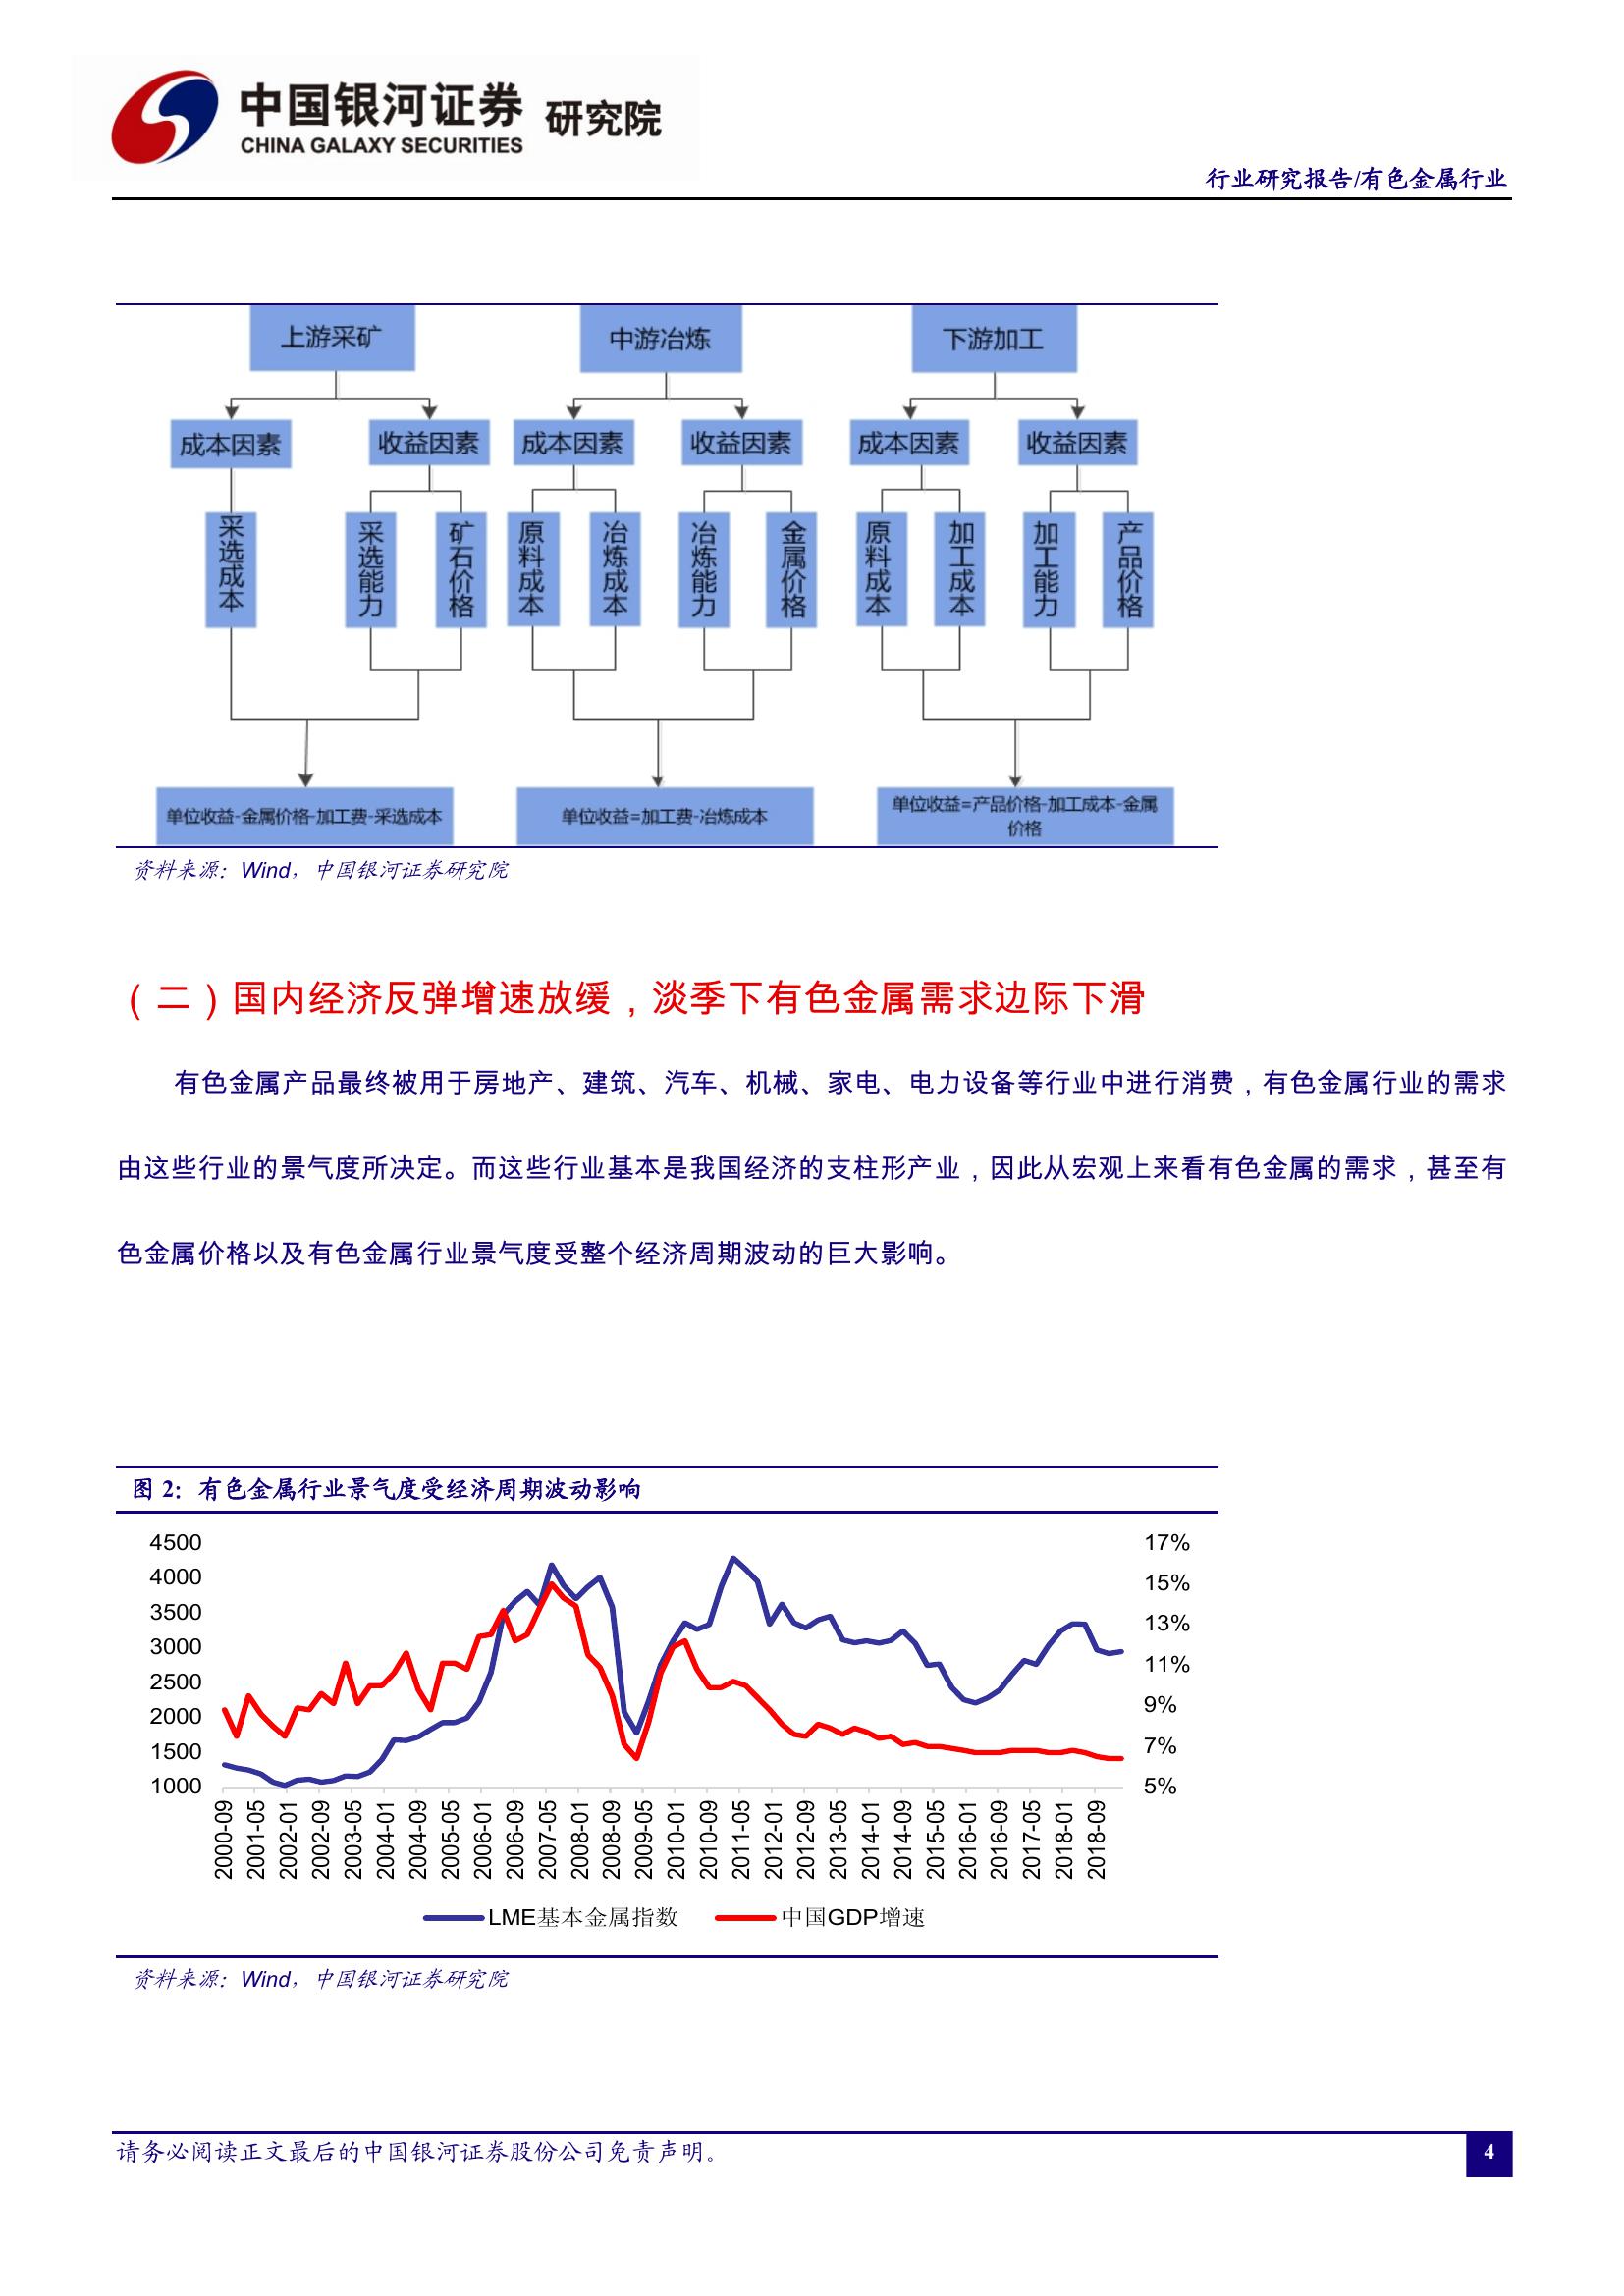 中国银河证券 研究院
CHINA GALAXY SECURITIES
行业研究报告/有色金属行业
上游采矿
中游冶炼
下游加工
成本因素
收益因素
成本因素
收益因素
成本因素
收益因素
采选成本
采选能力
矿石价格
原料成本
冶炼成本
冶炼能力
金属价格
原料成本
加工成本
加工能力
产品价格
单位收益-金属价格-加工费-采选成本
单位收益=加工费-冶炼成本
单位收益=产品价格-加工成本-金属
价格
资料来源：Wind，中国银河证券研究院
（二）国内经济反弹增速放缓，淡季下有色金属需求边际下滑
有色金属产品最终被用于房地产、建筑、汽车、机械、家电、电力设备等行业中进行消费，有色金属行业的需求
由这些行业的景气度所决定。而这些行业基本是我国经济的支柱形产业，因此从宏观上来看有色金属的需求，甚至有
色金属价格以及有色金属行业景气度受整个经济周期波动的巨大影响。
图 2：有色金属行业景气度受经济周期波动影响
4500
4000
3500
3000
2500
2000
1500
1000
17%
15%
13%
11%
9%
7%
5%
2000-09
2001-05
2002-01
2002-09
2003-05
2004-01
2004-09
2005-05
2006-01
2006-09
2007-05
2008-01
2008-09
2009-05
2010-01
2010-09
2011-05
2012-01
2012-09
2013-05
2014-01
2014-09
2015-05
2016-01
2016-09
2017-05
2018-01
2018-09
LME基本金属指数
中国GDP增速
资料来源：Wind，中国银河证券研究院
请务必阅读正文最后的中国银河证券股份公司免责声明。
4